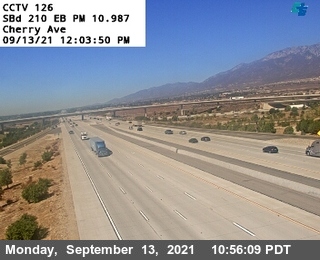 CCTV 126
SBd 210 EB PM 10.987
Cherry Ave
09/13/21 12:03:50 PM
Monday, September 13, 2021 10:56:09 PDT